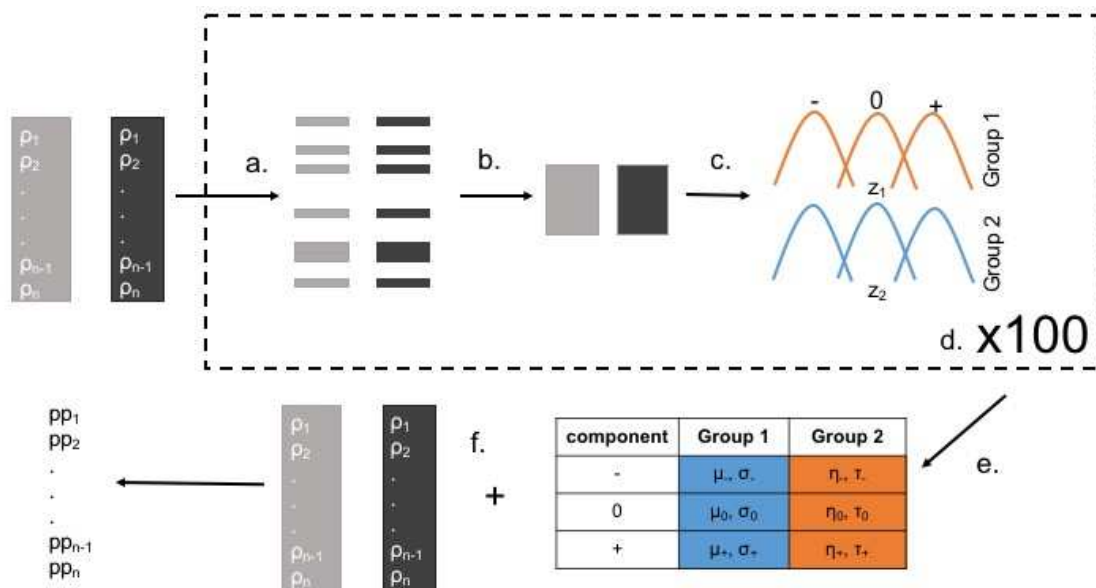 - 0 +
Group 1
ρ1 ρ1
ρ2 ρ2
. .
. .
. .
ρn-1 ρn-1
ρn ρn
a.
b.
c.
z1
Group 2
z2
d. x100
e.
f.
pp1
pp2
.
.
.
ppn-1
ppn
ρ1 ρ1
ρ2 ρ2
. .
. .
. .
ρn-1 ρn-1
ρn ρn
+
component Group 1 Group 2
- μ-, σ- η-, τ-
0 μ0, σ0 η0, τ0
+ μ+, σ+ η+, τ+